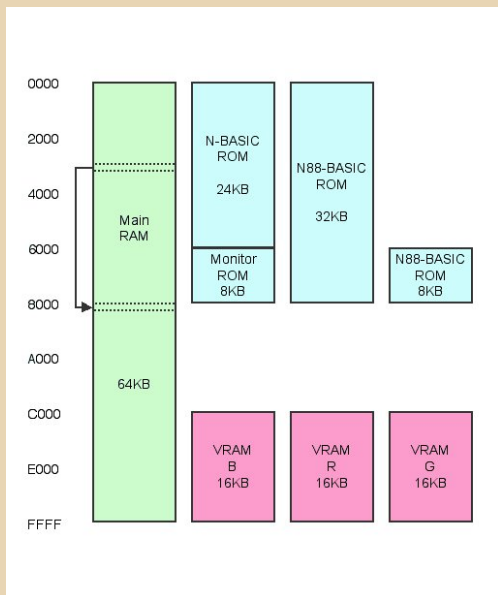 0000
2000
4000
6000
8000
A000
C000
E000
FFFF
Main
RAM
64KB
N-BASIC
ROM
24KB
Monitor
ROM
8KB
N88-BASIC
ROM
32KB
N88-BASIC
ROM
8KB
VRAM
B
16KB
VRAM
R
16KB
VRAM
G
16KB